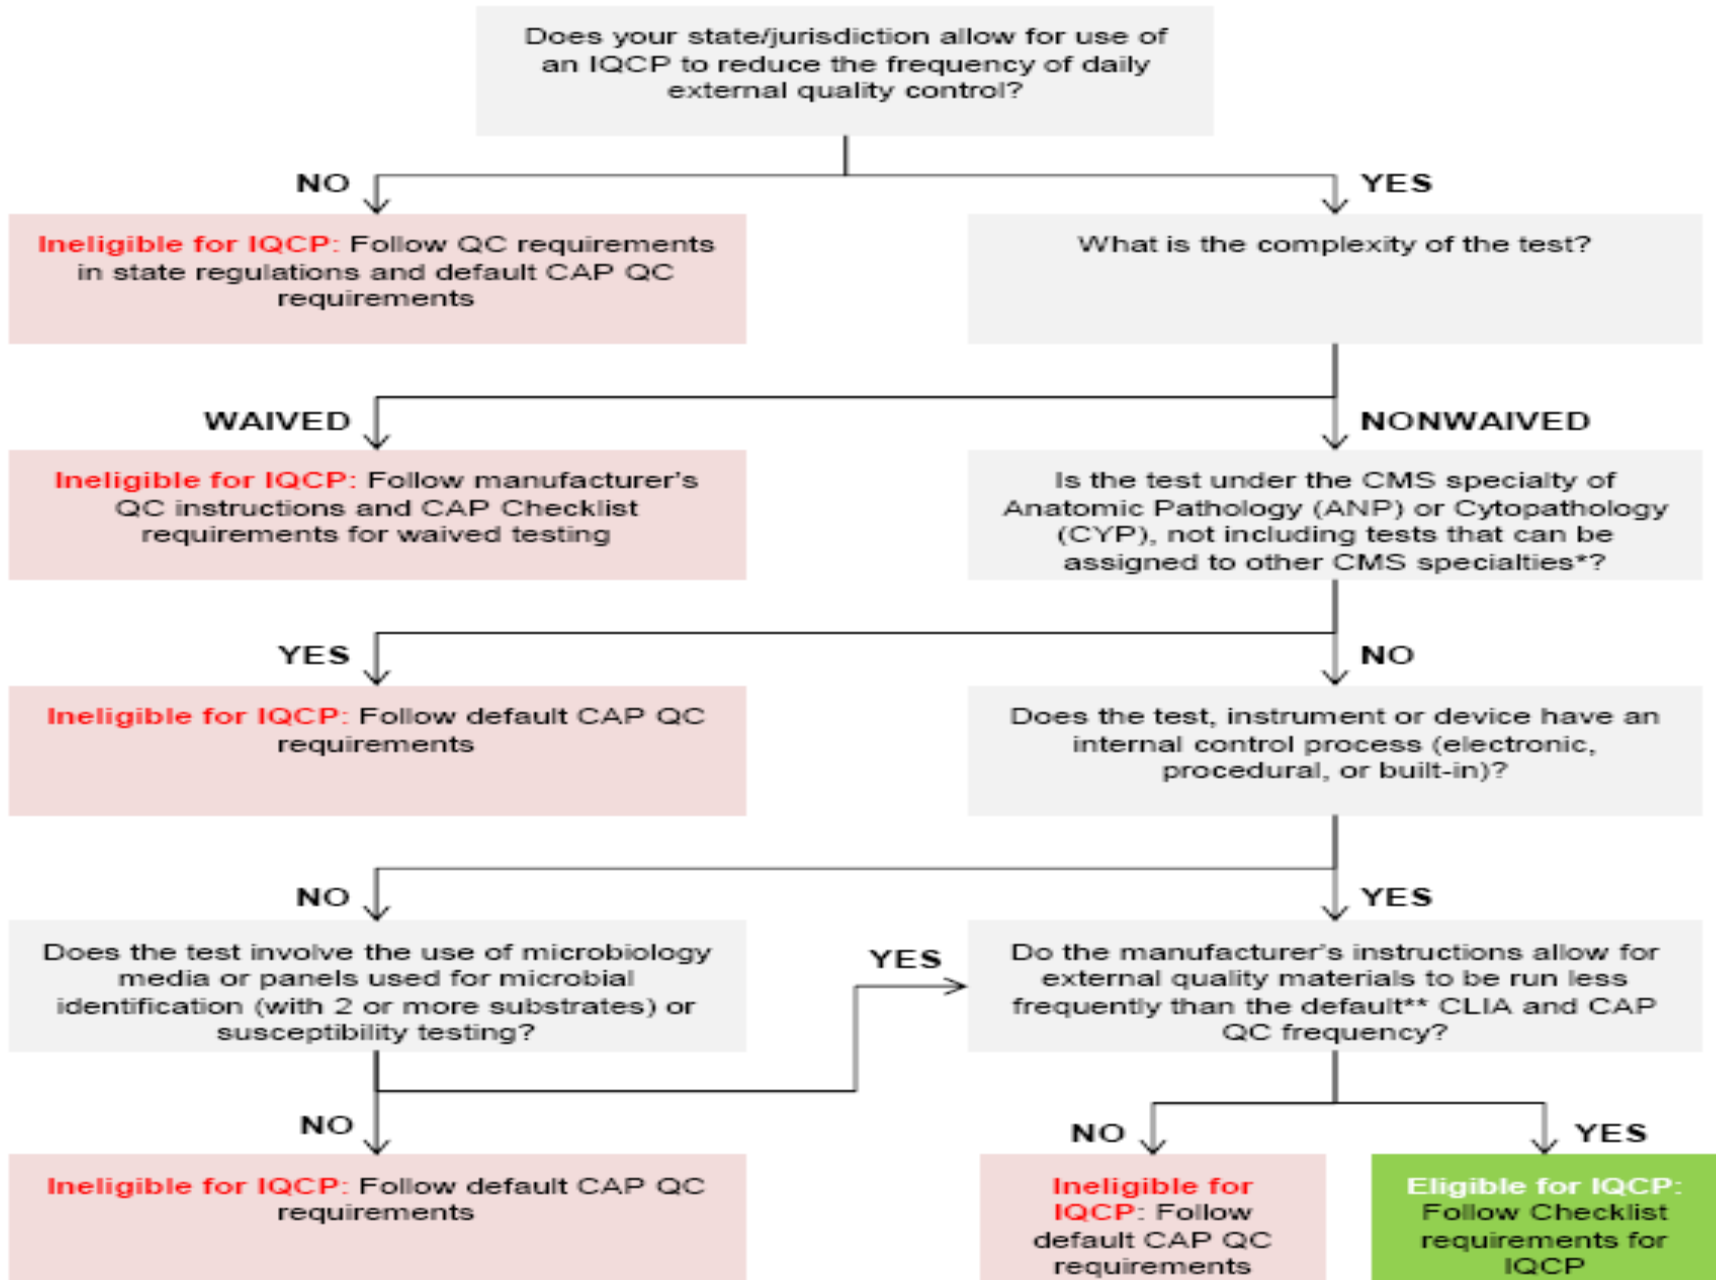 Does your state/jurisdiction allow for use of
an IQCP to reduce the frequency of daily
external quality control?
NO
YES
Ineligible for IQCP: Follow QC requirements
in state regulations and default CAP QC
requirements
What is the complexity of the test?
WAIVED
NONWAIVED
Ineligible for IQCP: Follow manufacturer's
QC instructions and CAP Checklist
requirements for waived testing
Is the test under the CMS specialty of
Anatomic Pathology (ANP) or Cytopathology
(CYP), not including tests that can be
assigned to other CMS specialties*?
YES
NO
Ineligible for IQCP: Follow default CAP QC
requirements
Does the test, instrument or device have an
internal control process (electronic,
procedural, or built-in)?
NO
YES
Does the test involve the use of microbiology
media or panels used for microbial
identification (with 2 or more substrates) or
susceptibility testing?
YES
Do the manufacturer's instructions allow for
external quality materials to be run less
frequently than the default** CLIA and CAP
QC frequency?
NO
NO
YES
Ineligible for IQCP: Follow default CAP QC
requirements
Ineligible for
IQCP: Follow
default CAP QC
requirements
Eligible for IQCP:
Follow Checklist
requirements for
IQCP